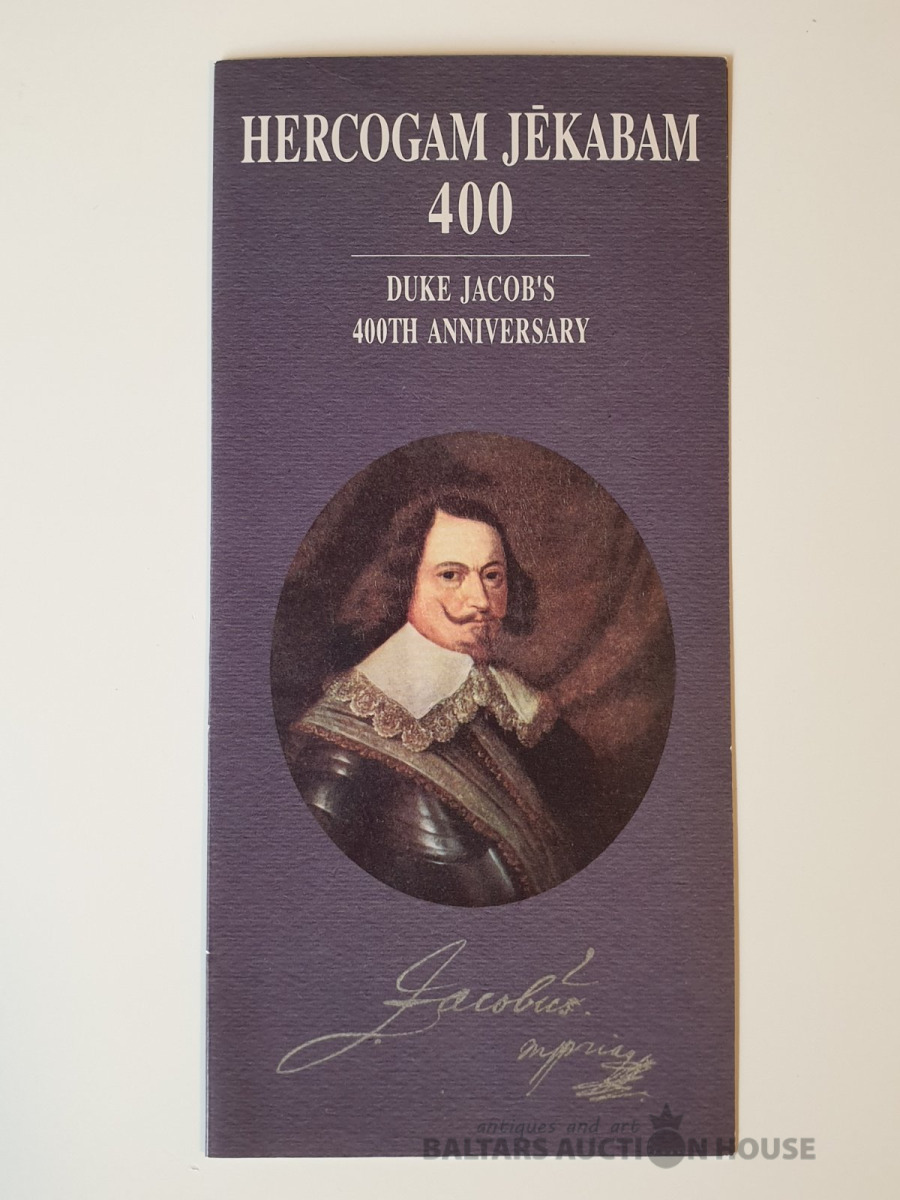 HERCOGAM JĒKABAM
400
DUKE JACOB'S
400TH ANNIVERSARY
Jacobus.
antiques and art
BALTARS AUCTION HOUSE